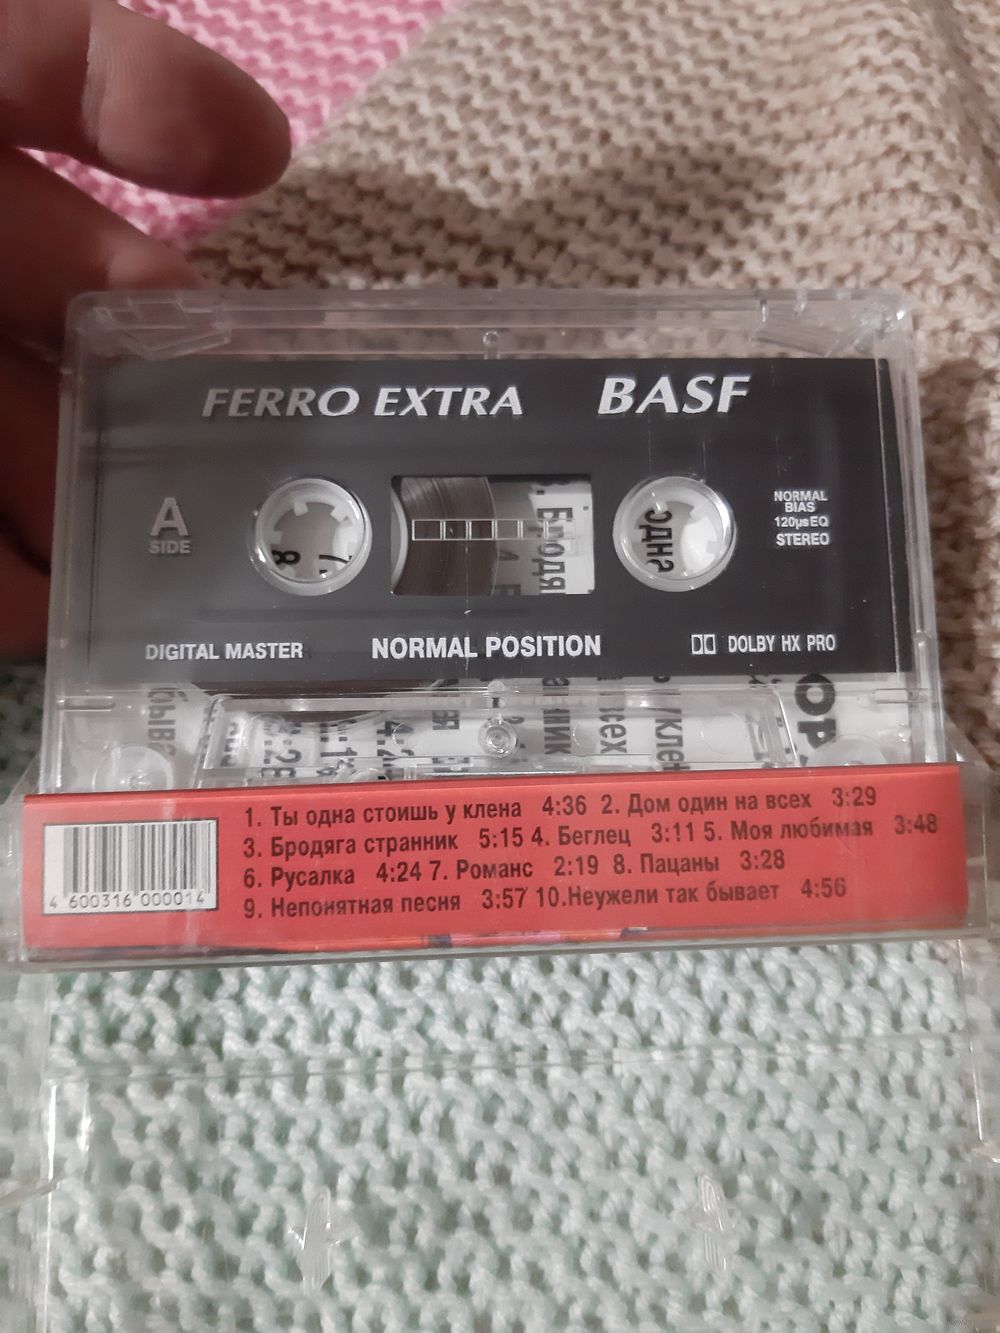 FERRO EXTRA BASF
A
SIDE
NORMAL
BIAS
120µs EQ
STEREO
7.
8
DIGITAL MASTER NORMAL POSITION DOLBY HX PRO
1. Ты одна стоишь у клена 4:36 2. Дом один на всех 3:29
3. Бродяга странник 5:15 4. Беглец 3:11 5. Моя любимая 3:48
6. Русалка 4:24 7. Романс 2:19 8. Пацаны 3:28
9. Непонятная песня 3:57 10.Неужели так бывает 4:56
4 600316 000014